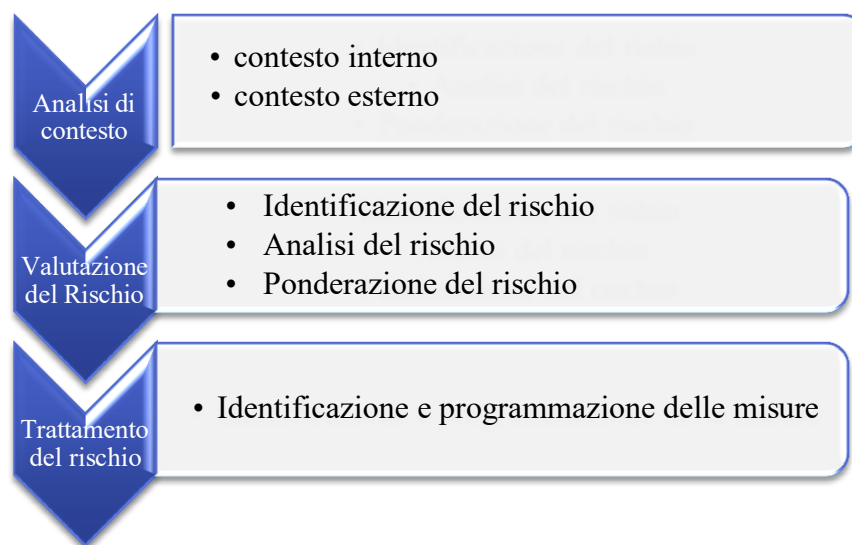 Analisi di
contesto
• contesto interno
• contesto esterno
Valutazione
del Rischio
• Identificazione del rischio
• Analisi del rischio
• Ponderazione del rischio
Trattamento
del rischio
• Identificazione e programmazione delle misure